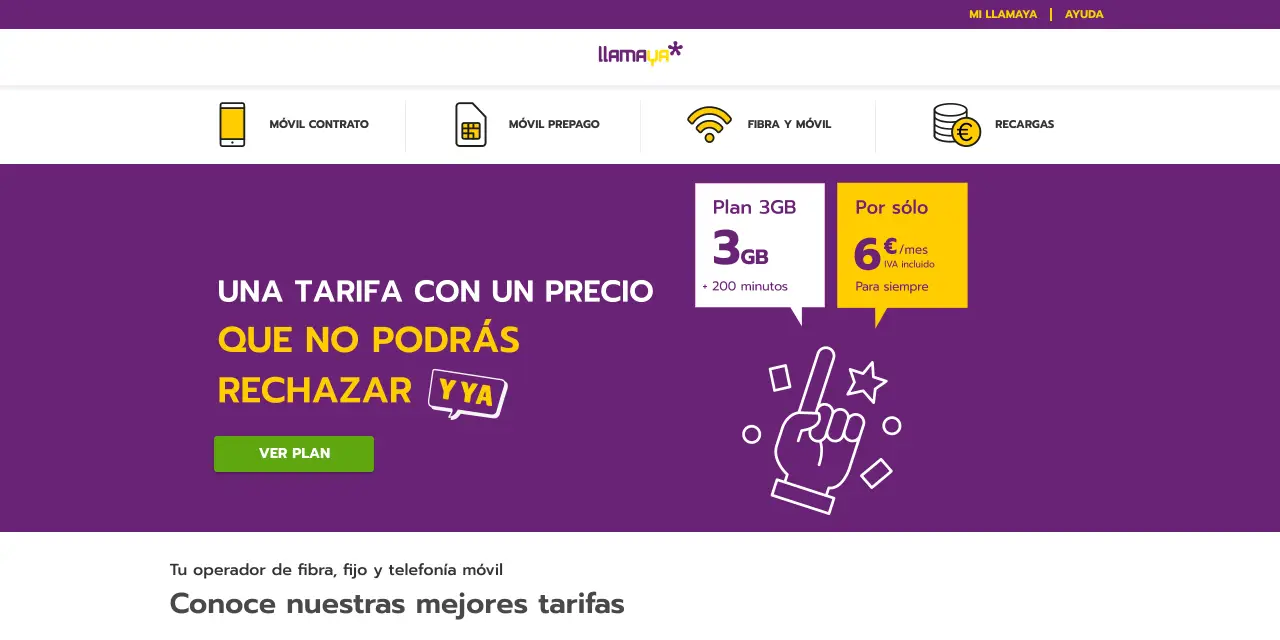 MI LLAMAYA | AYUDA
llamaya*
MÓVIL CONTRATO
MÓVIL PREPAGO
FIBRA Y MÓVIL
RECARGAS
Plan 3GB
3GB
+ 200 minutos
Por sólo
6€/mes
IVA incluido
Para siempre
UNA TARIFA CON UN PRECIO
QUE NO PODRÁS
RECHAZAR Y YA
VER PLAN
Tu operador de fibra, fijo y telefonía móvil
Conoce nuestras mejores tarifas